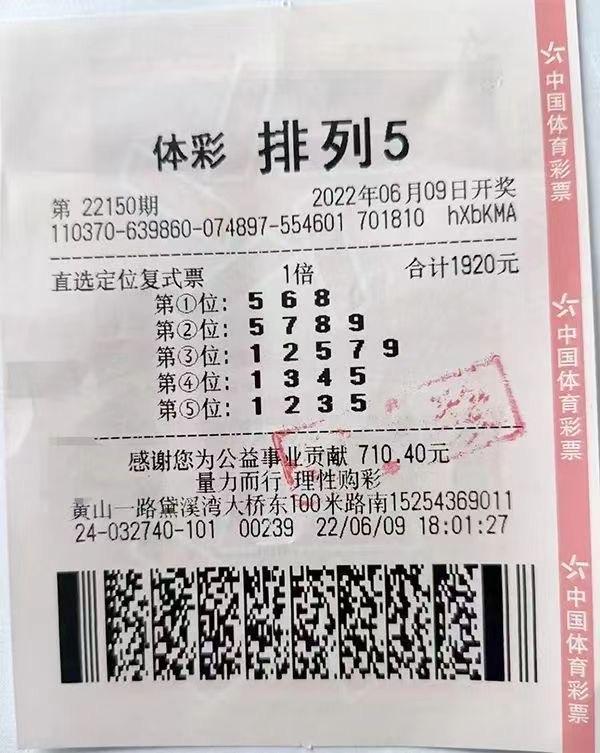 体彩 排列5
第 22150期 2022年06月09日开奖
110370-639860-074897-554601 701810 hXbKMA
直选定位复式票 1倍 合计1920元
第①位: 5 6 8
第②位: 5 7 8 9
第③位: 1 2 5 7 9
第④位: 1 3 4 5
第⑤位: 1 2 3 5
感谢您为公益事业贡献 710.40元
量力而行 理性购彩
黄山一路黛溪湾大桥东100米路南15254369011
24-032740-101 00239 22/06/09 18:01:27
中国体育彩票
中国体育彩票
中国体育彩票